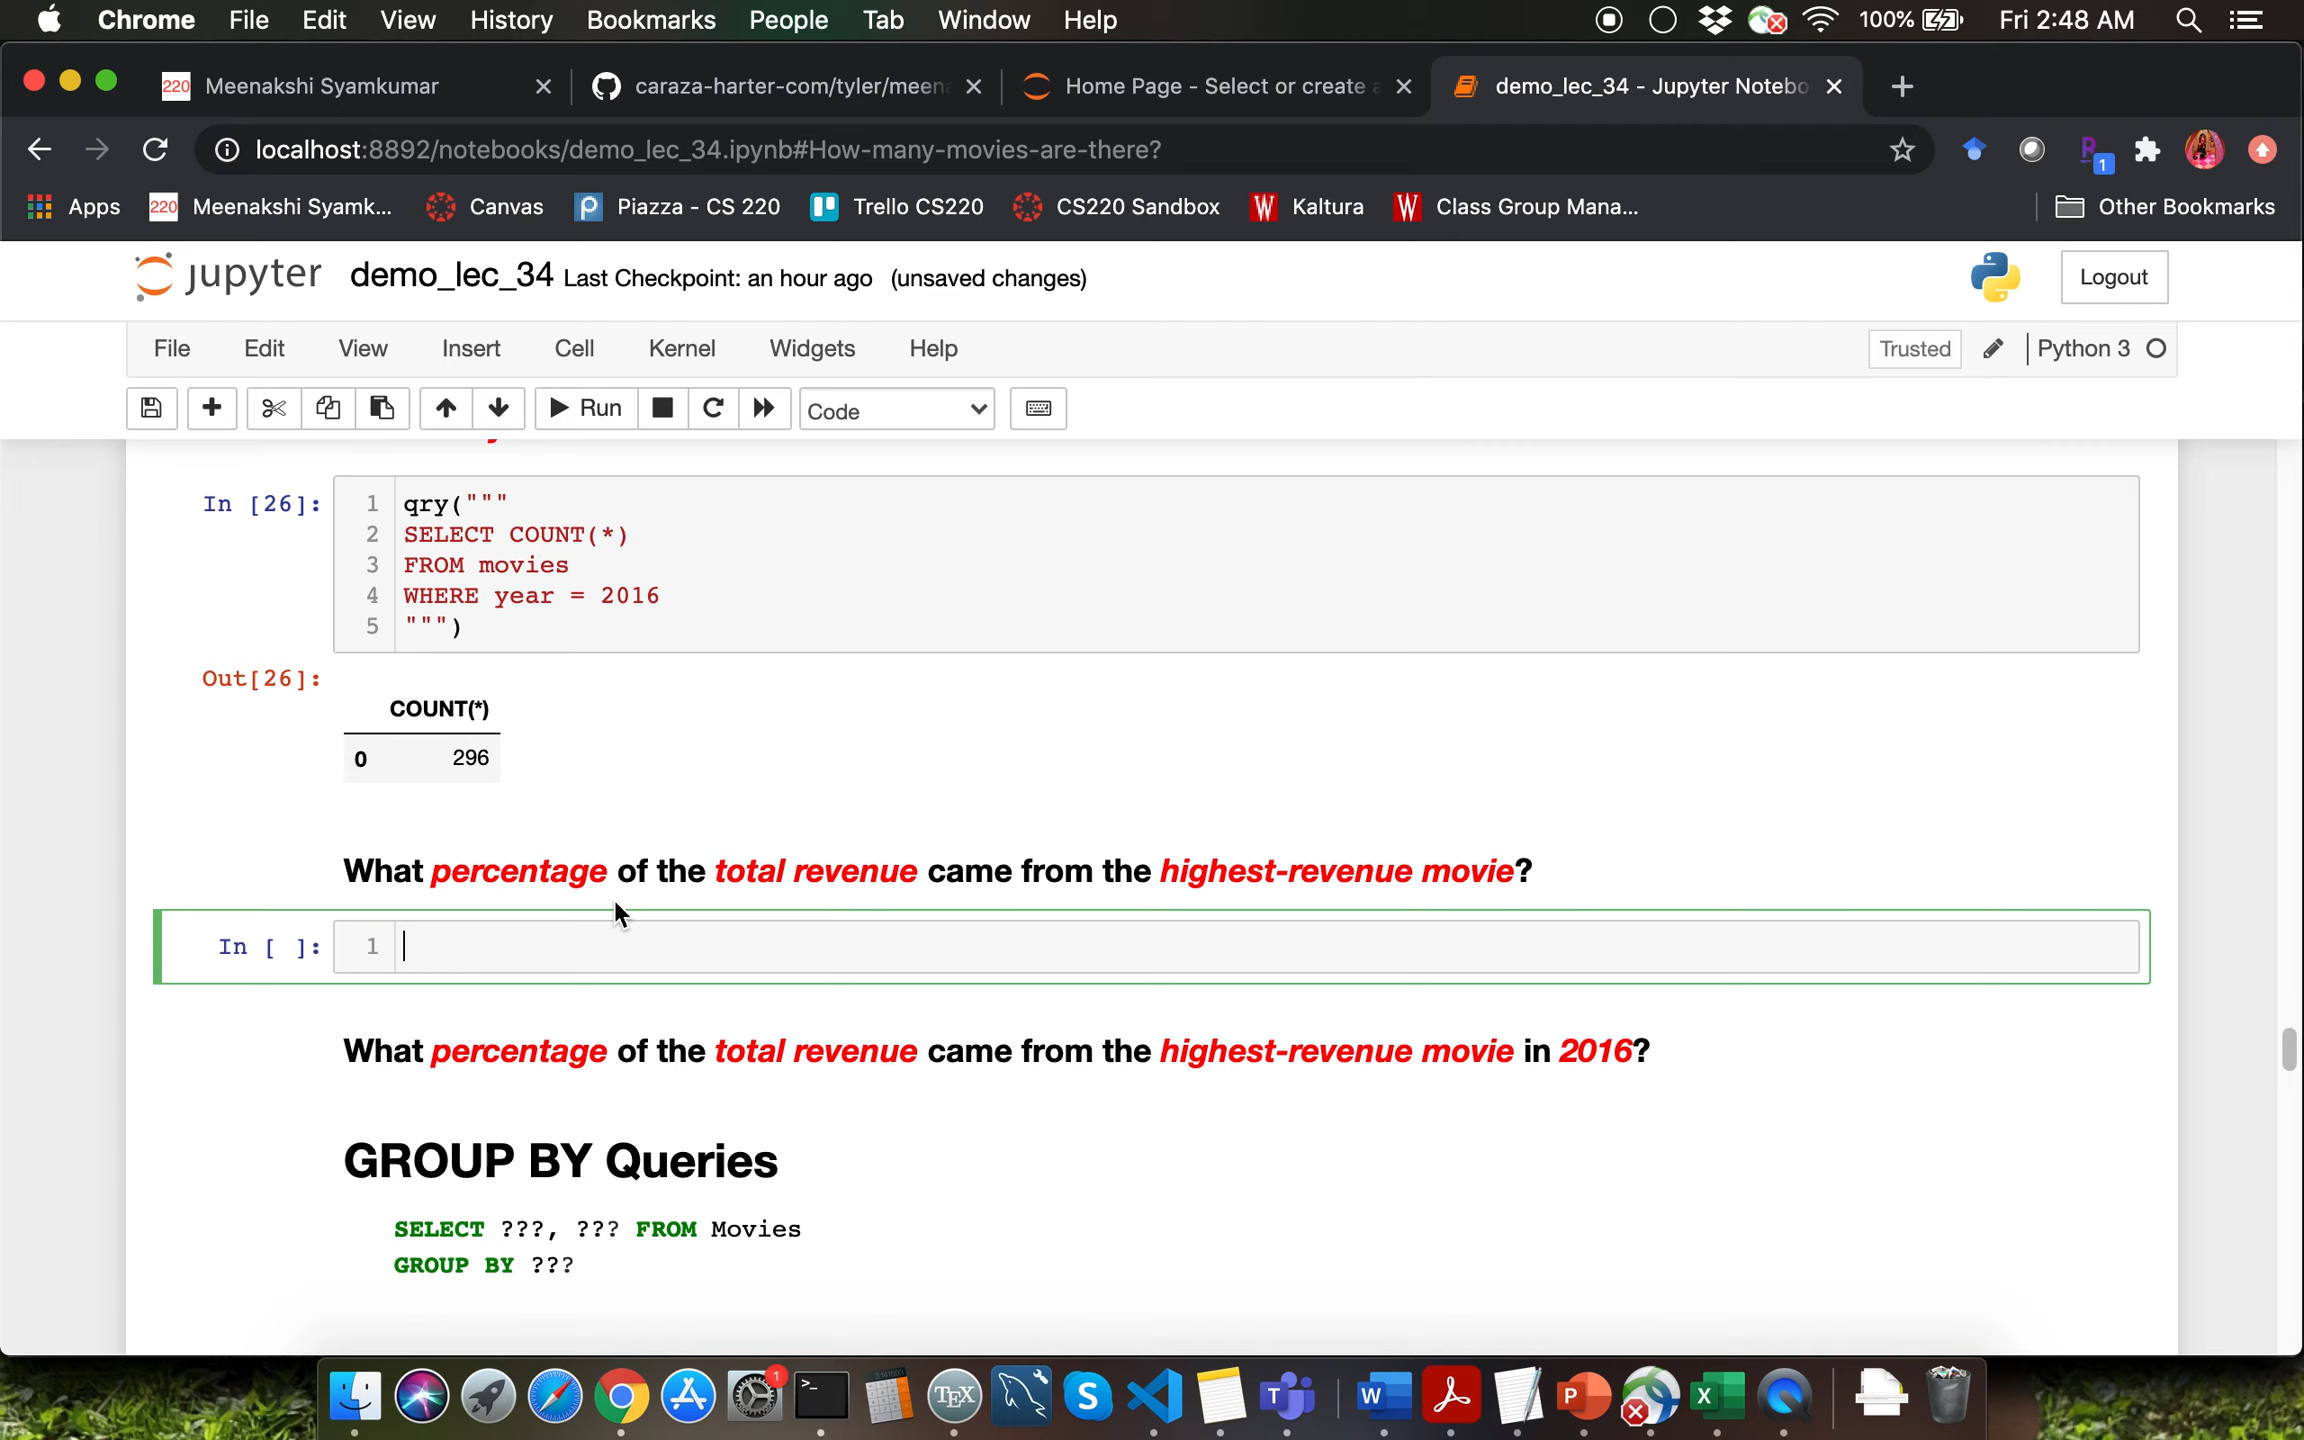 Chrome File Edit View History Bookmarks People Tab Window Help 100% Fri 2:48 AM
220 Meenakshi Syamkumar caraza-harter-com/tyler/meen Home Page - Select or create a demo_lec_34 - Jupyter Notebo
localhost:8892/notebooks/demo_lec_34.ipynb#How-many-movies-are-there? 1
Apps 220 Meenakshi Syamk... Canvas Piazza - CS 220 Trello CS220 CS220 Sandbox Kaltura Class Group Mana... Other Bookmarks
jupyter demo_lec_34 Last Checkpoint: an hour ago (unsaved changes) Logout
File Edit View Insert Cell Kernel Widgets Help Trusted Python 3
Run Code
In [26]: 1 qry("""
2 SELECT COUNT(*)
3 FROM movies
4 WHERE year = 2016
5 """)
Out[26]:
COUNT(*)
0 296
What percentage of the total revenue came from the highest-revenue movie?
In [ ]: 1
What percentage of the total revenue came from the highest-revenue movie in 2016?
GROUP BY Queries
SELECT ???, ??? FROM Movies
GROUP BY ???
1 TEX S T W P X